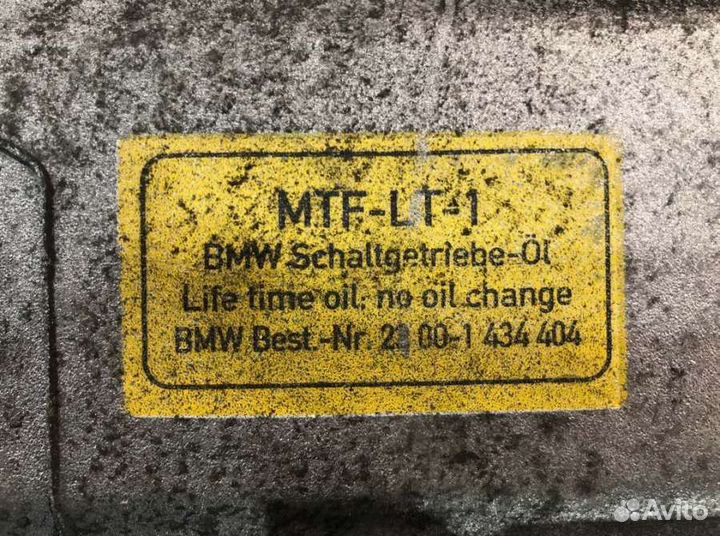 MTF-LT-1
BMW Schaltgetriebe-Öl
Life time oil: no oil change
BMW Best.-Nr. 23 00-1 434 404
Avito